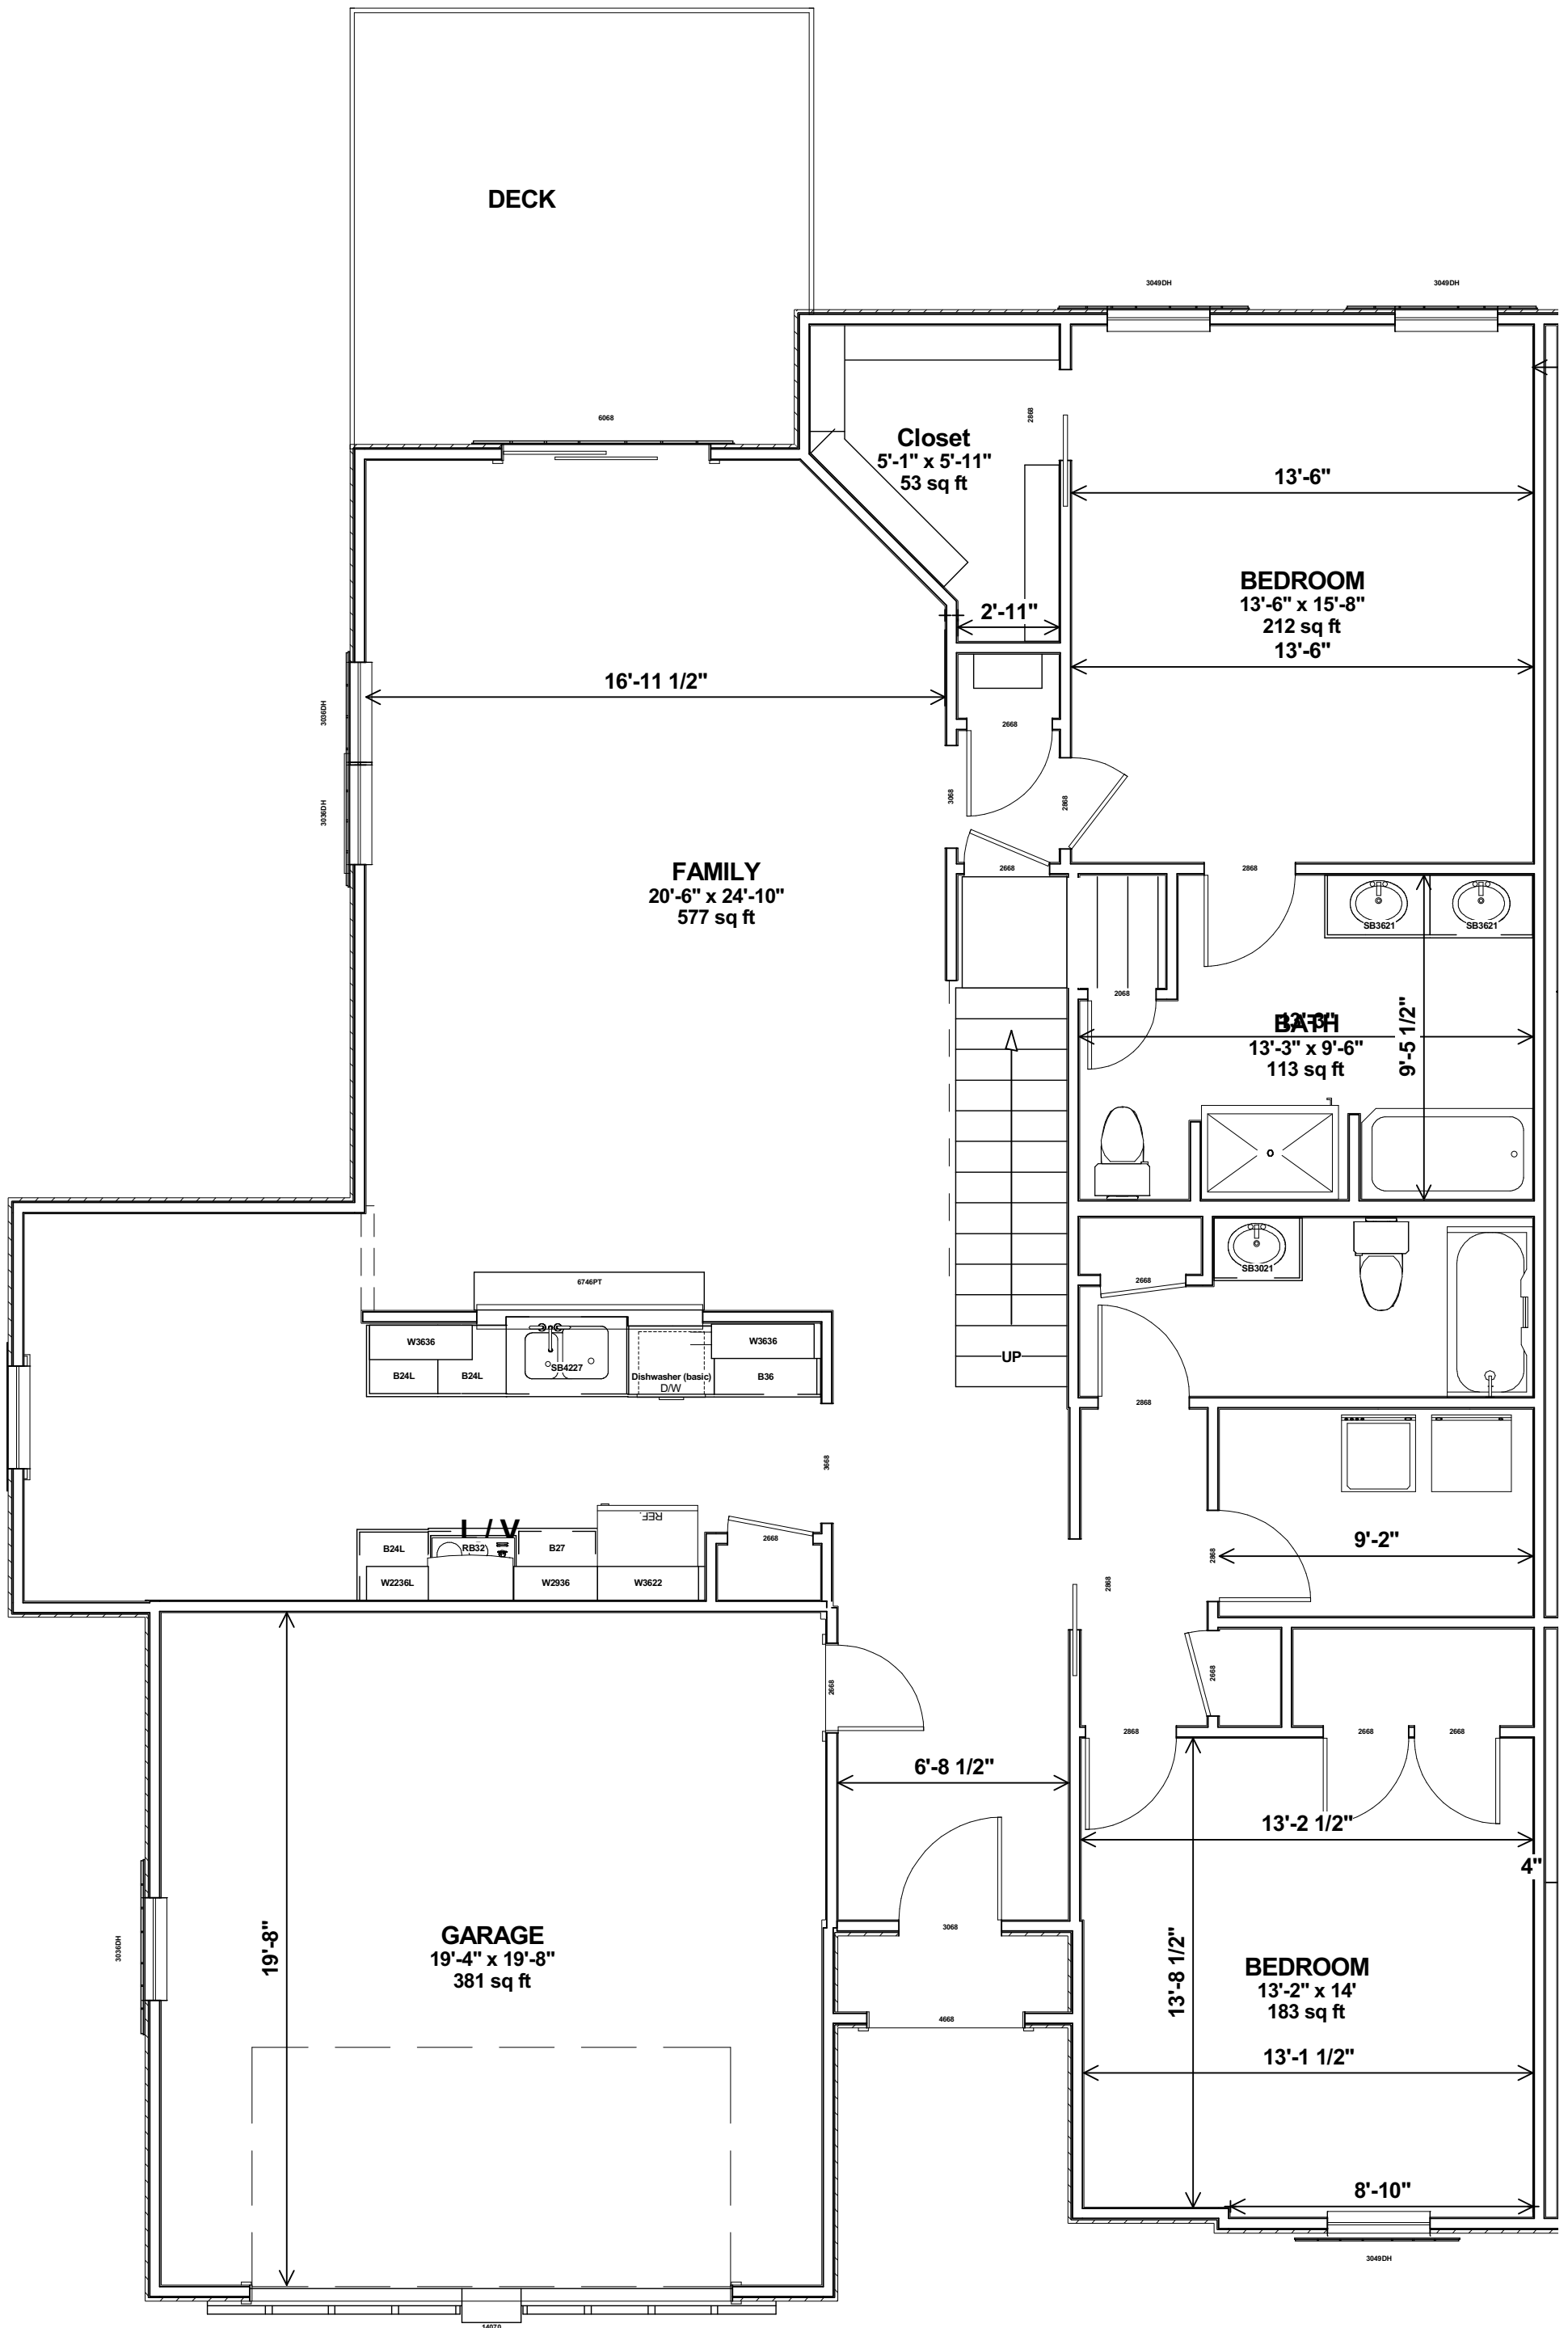 DECK
3049DH
3049DH
6068
Closet
5'-1" x 5'-11"
53 sq ft
2868
13'-6"
BEDROOM
13'-6" x 15'-8"
212 sq ft
13'-6"
2'-11"
16'-11 1/2"
3036DH
3036DH
2668
3068
2868
FAMILY
20'-6" x 24'-10"
577 sq ft
2668
2868
SB3621
SB3621
2068
BATH
13'-3"
13'-3" x 9'-6"
113 sq ft
9'-5 1/2"
SB3021
2668
6746PT
W3636
B24L
B24L
SB4227
Dishwasher (basic)
D/W
W3636
B36
UP
2868
3668
L / V
REF.
B24L
RB32
B27
2668
W2236L
W2936
W3622
9'-2"
2868
2868
2668
2668
2868
2668
2668
6'-8 1/2"
13'-2 1/2"
4"
3036DH
19'-8"
GARAGE
19'-4" x 19'-8"
381 sq ft
3068
4668
13'-8 1/2"
BEDROOM
13'-2" x 14'
183 sq ft
13'-1 1/2"
8'-10"
3049DH
14070